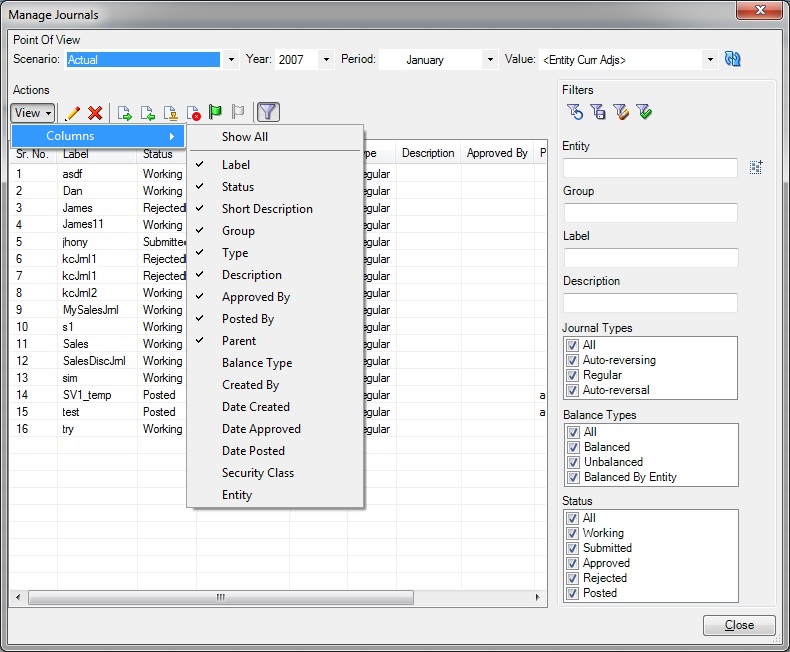 Manage Journals
Point Of View
Scenario: Actual Year: 2007 Period: January Value: <Entity Curr Adjs>
Actions
View
Columns
Show All
Label
Status
Short Description
Group
Type
Description
Approved By
Posted By
Parent
Balance Type
Created By
Date Created
Date Approved
Date Posted
Security Class
Entity
Sr. No. Label Status ype Description Approved By P
1 asdf Working egular
2 Dan Working egular
3 James Rejected egular
4 James11 Working egular
5 jhony Submitte egular
6 kcJrnl1 Rejected egular
7 kcJrnl1 Rejected egular
8 kcJrnl2 Working egular
9 MySalesJrnl Working egular
10 s1 Working egular
11 Sales Working egular
12 SalesDiscJrnl Working egular
13 sim Working egular
14 SV1_temp Posted egular a
15 test Posted egular a
16 try Working egular
Filters
Entity
Group
Label
Description
Journal Types
All
Auto-reversing
Regular
Auto-reversal
Balance Types
All
Balanced
Unbalanced
Balanced By Entity
Status
All
Working
Submitted
Approved
Rejected
Posted
Close